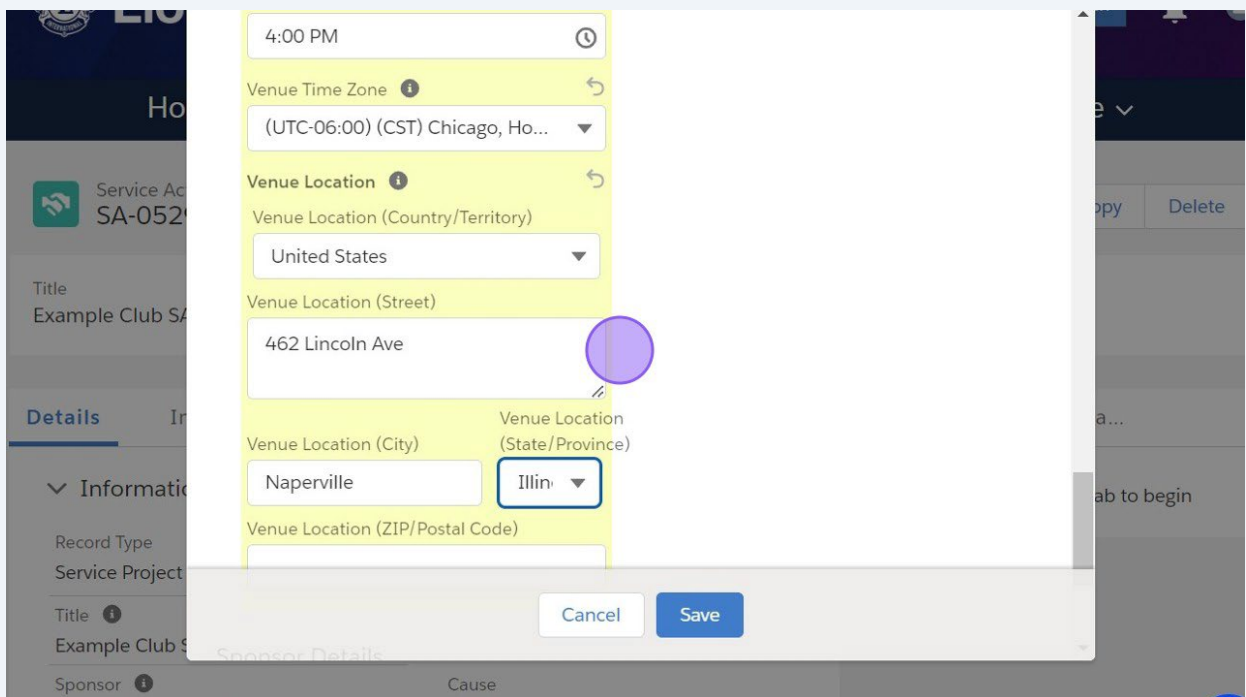 4:00 PM
Venue Time Zone
(UTC-06:00) (CST) Chicago, Ho...
Ho
Service Ac
SA-052
Venue Location
Venue Location (Country/Territory)
United States
opy
Delete
Title
Example Club SA
Venue Location (Street)
462 Lincoln Ave
Details
Venue Location (City)
Venue Location
(State/Province)
a...
Informatio
Naperville
Illin
ab to begin
Venue Location (ZIP/Postal Code)
Record Type
Service Project
Cancel
Save
Title
Example Club S
Sponsor Details
Sponsor
Cause